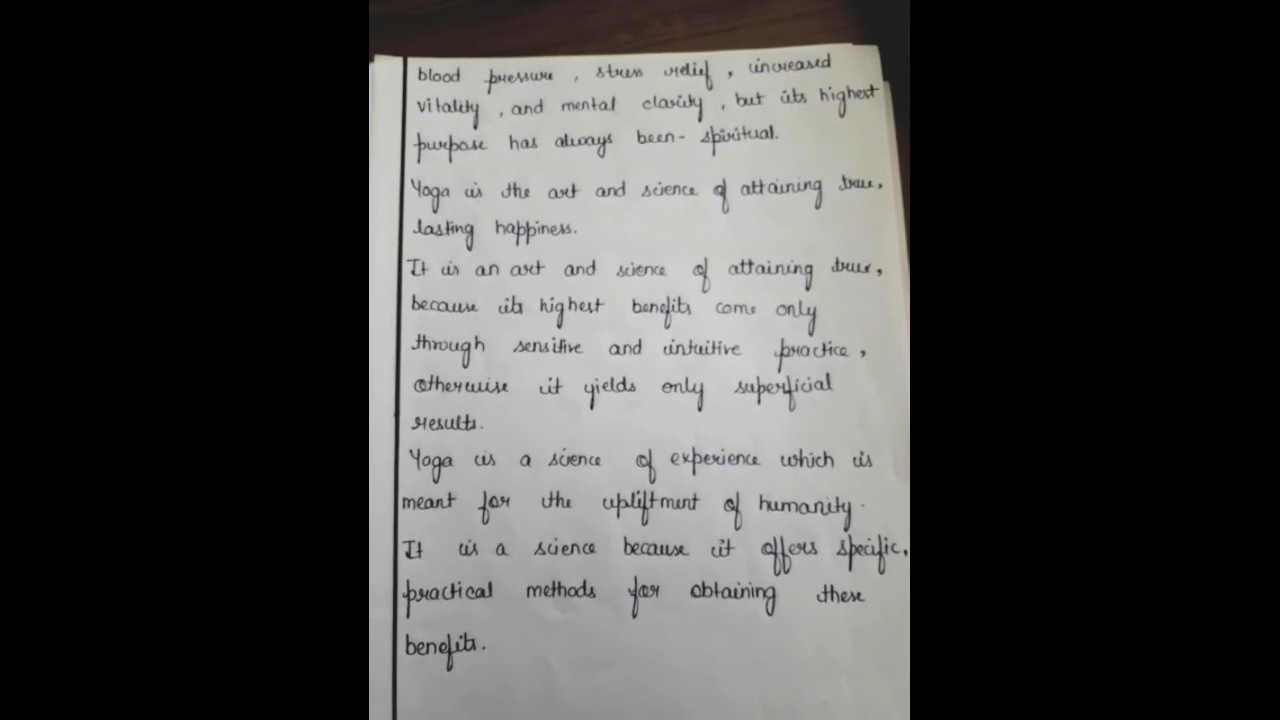 blood pressure, stress relief, increased
vitality, and mental clarity, but its highest
purpose has always been- spiritual.
Yoga is the art and science of attaining true,
lasting happiness.
It is an art and science of attaining true,
because its highest benefits come only
through sensitive and intuitive practice,
otherwise it yields only superficial
results.
Yoga is a science of experience which is
meant for the upliftment of humanity.
It is a science because it offers specific,
practical methods for obtaining these
benefits.